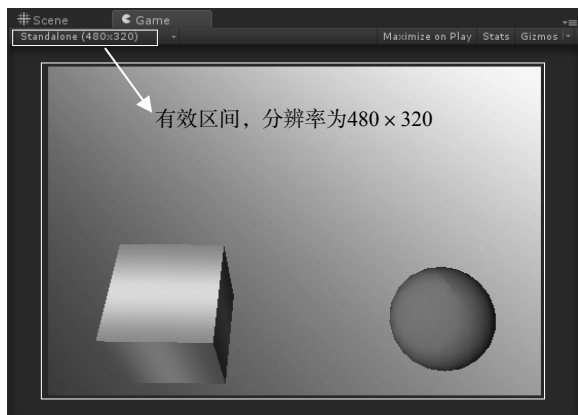 Scene
Game
Standalone (480x320)
Maximize on Play
Stats
Gizmos
有效区间，分辨率为480 × 320